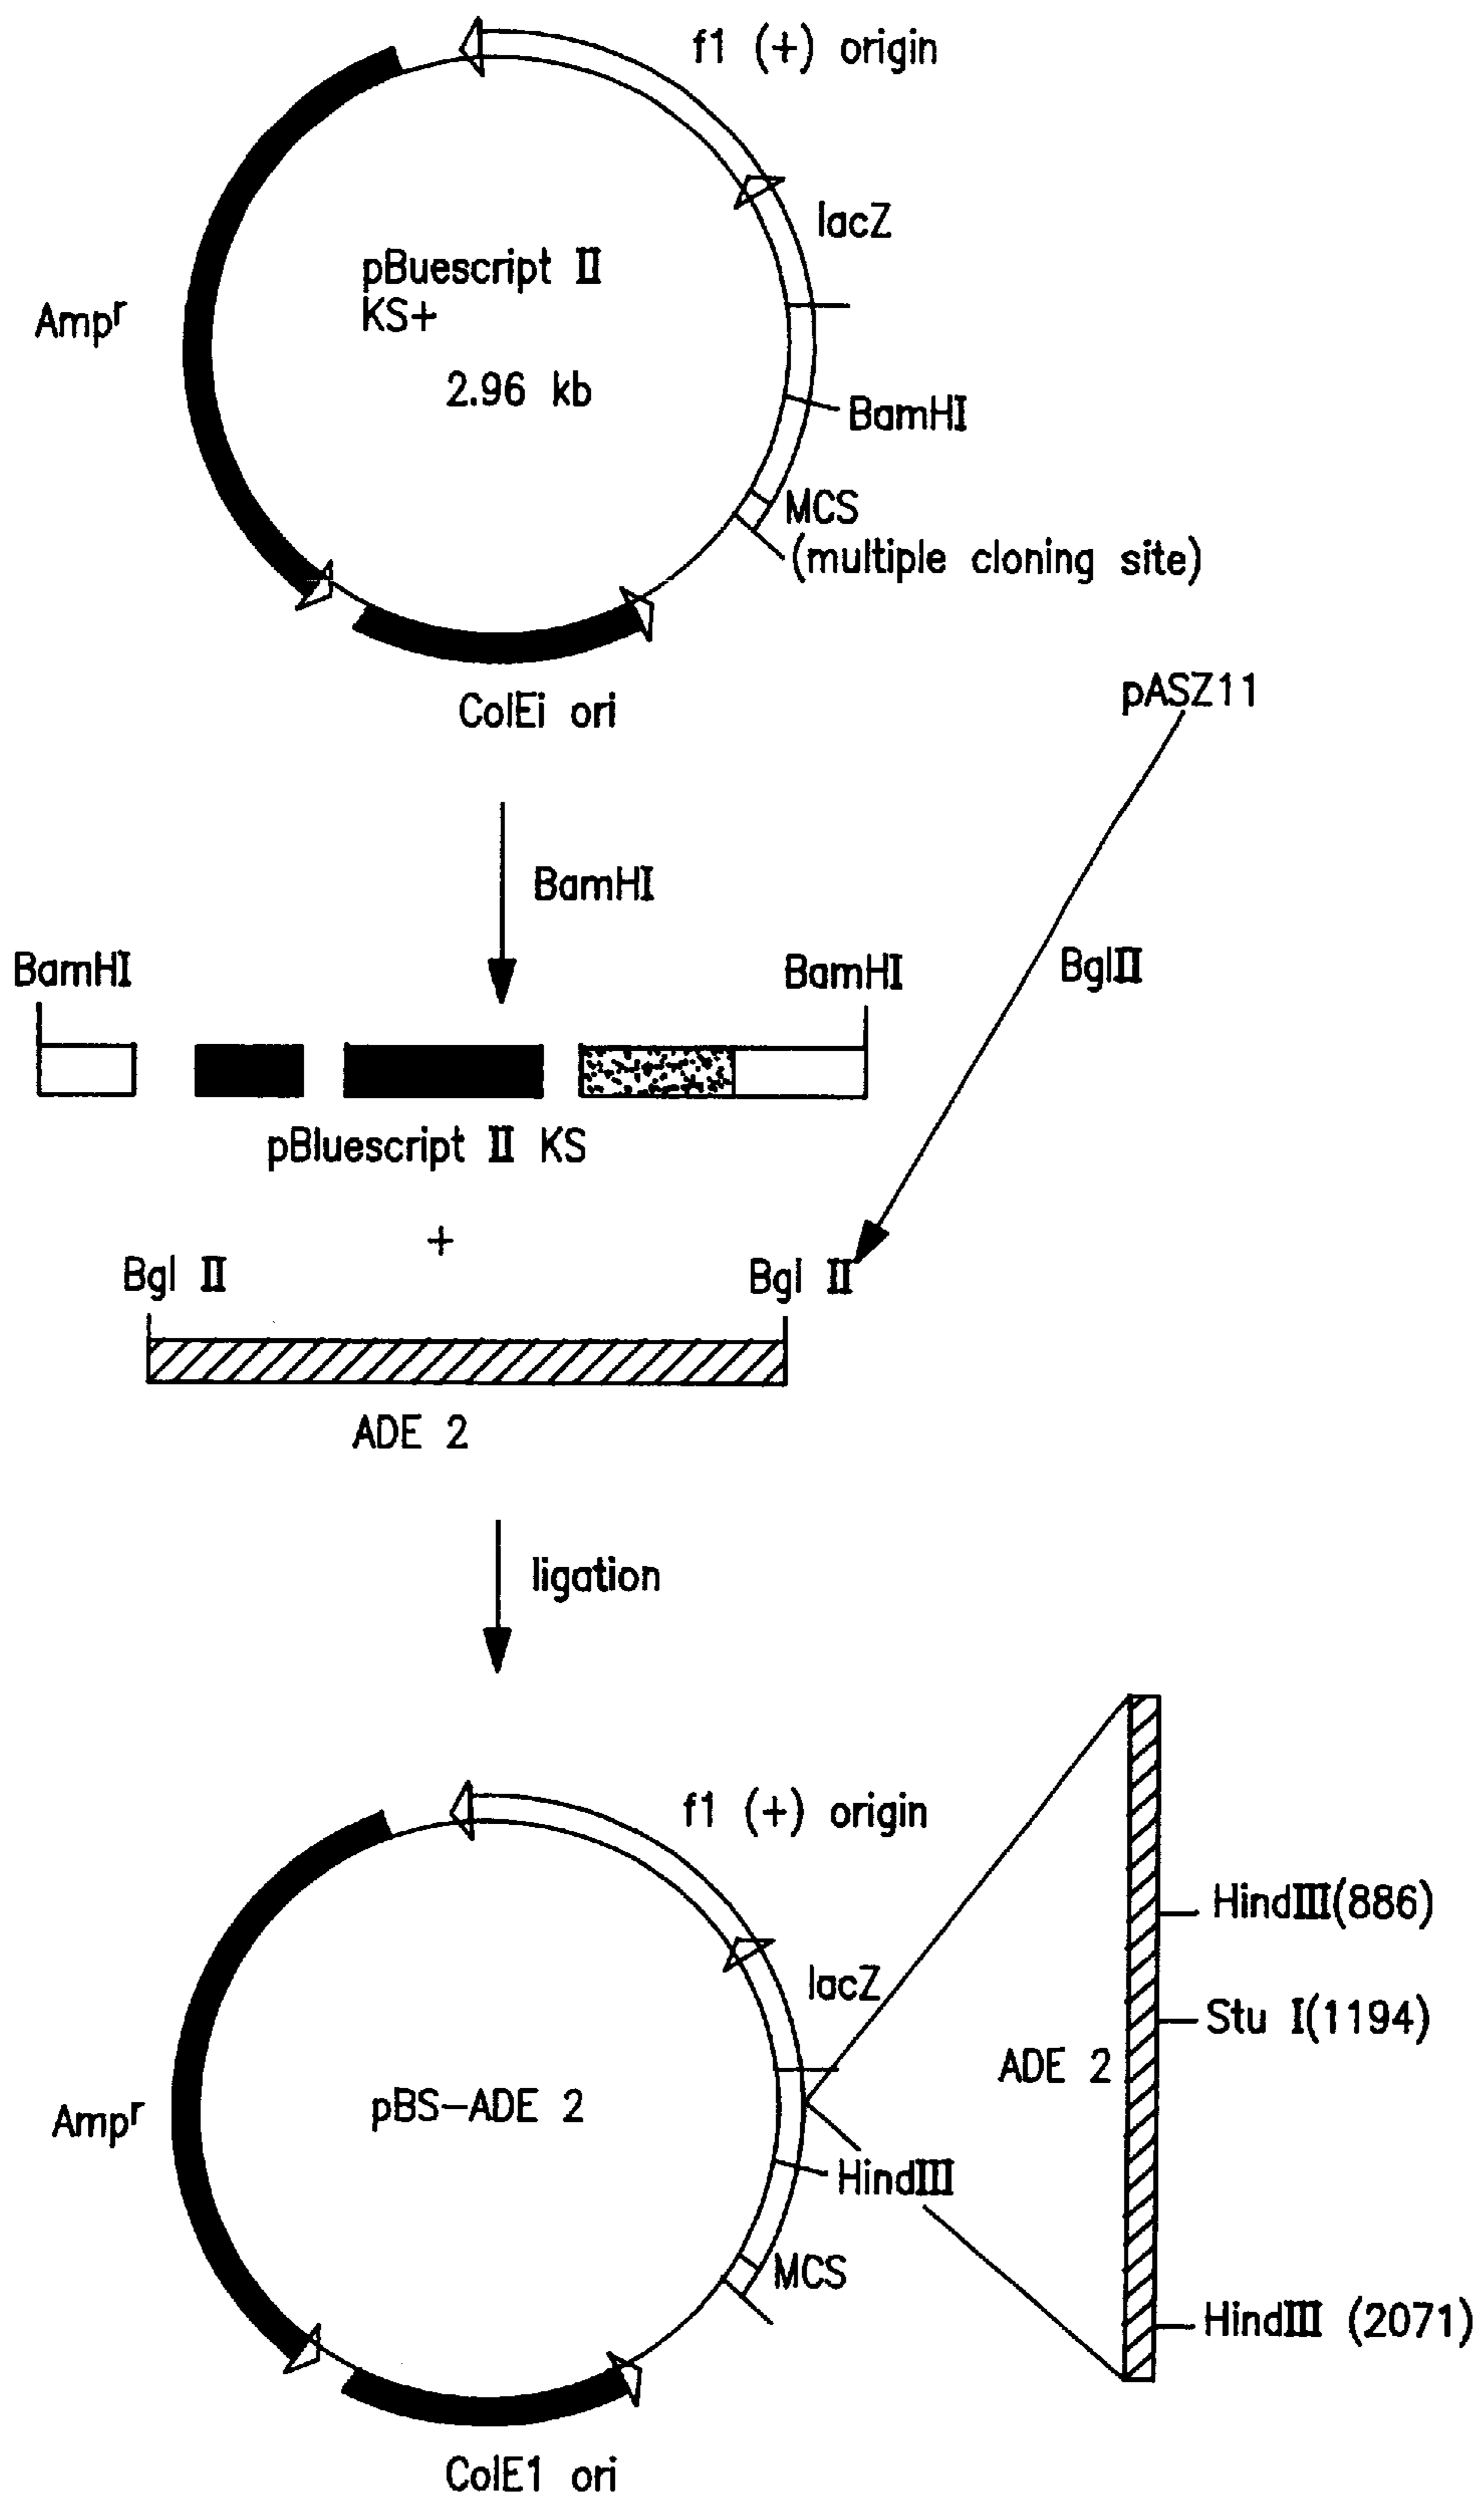 f1 (+) origin
lacZ
pBuescript II
KS+
2.96 kb
Ampr
BamHI
MCS
(multiple cloning site)
ColEi ori
pASZ11
BamHI
BglII
BamHI
BamHI
pBluescript II KS
+
Bgl II
Bgl II
ADE 2
ligation
f1 (+) origin
HindIII(886)
lacZ
Stu I(1194)
ADE 2
pBS-ADE 2
Ampr
HindIII
MCS
HindIII (2071)
ColE1 ori